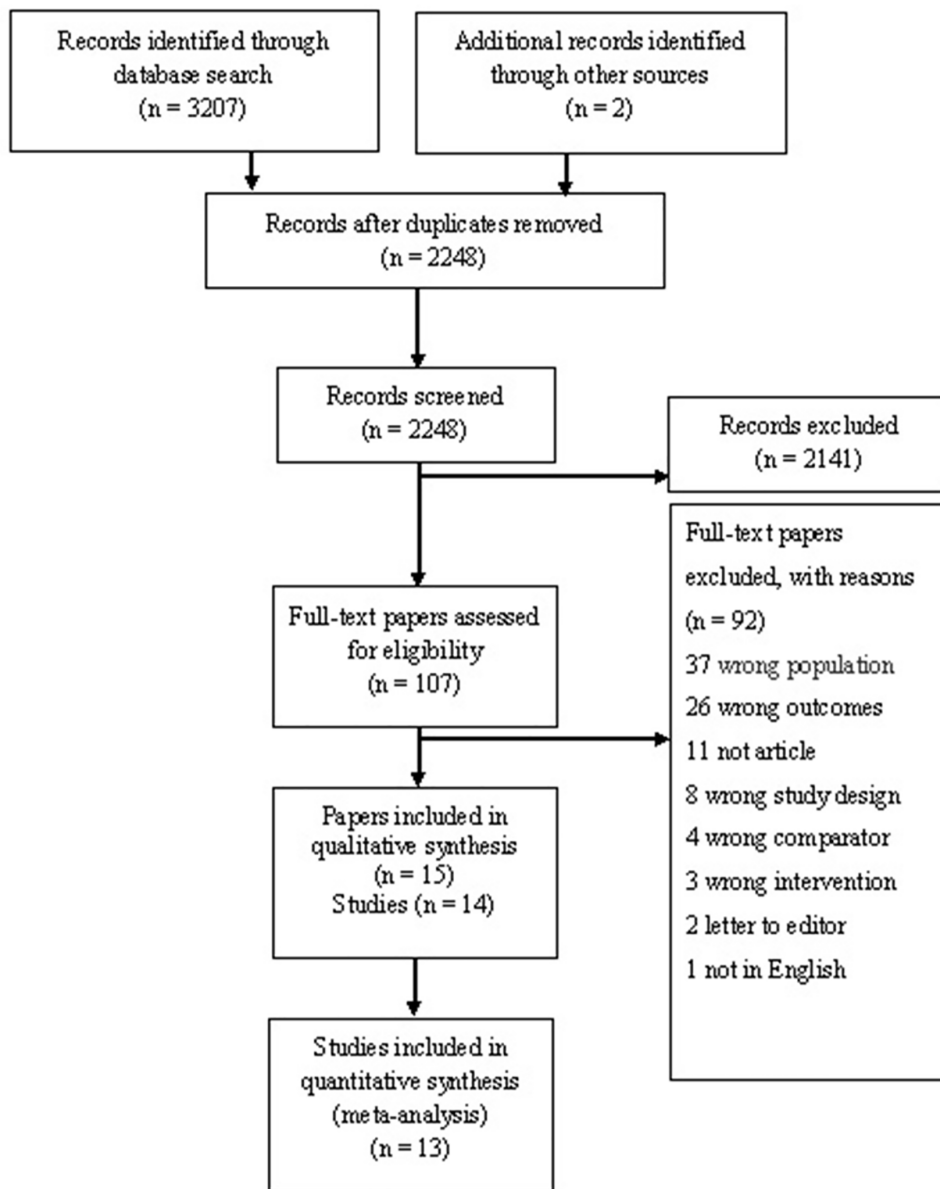 Records identified through
database search
(n = 3207)
Additional records identified
through other sources
(n = 2)
Records after duplicates removed
(n = 2248)
Records screened
(n = 2248)
Records excluded
(n = 2141)
Full-text papers assessed
for eligibility
(n = 107)
Full-text papers
excluded, with reasons
(n = 92)
37 wrong population
26 wrong outcomes
11 not article
8 wrong study design
4 wrong comparator
3 wrong intervention
2 letter to editor
1 not in English
Papers included in
qualitative synthesis
(n = 15)
Studies (n = 14)
Studies included in
quantitative synthesis
(meta-analysis)
(n = 13)